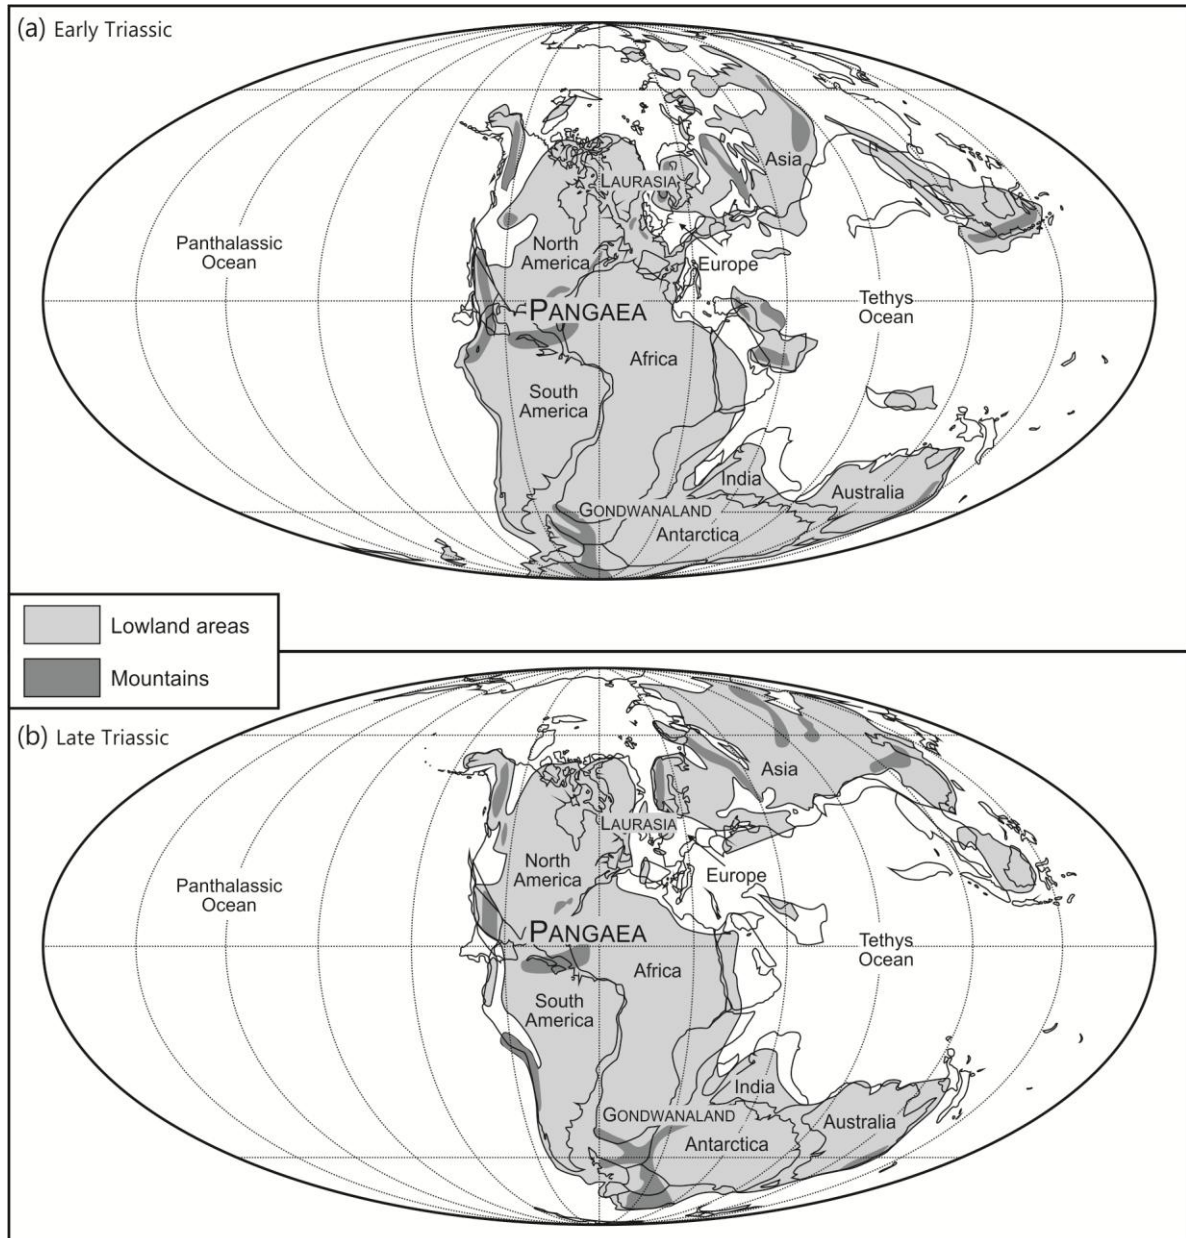 (a) Early Triassic
Asia
LAURASIA
Panthalassic
Ocean
North
America
Europe
PANGAEA
Tethys
Ocean
Africa
South
America
India
Australia
GONDWANALAND
Antarctica
Lowland areas
Mountains
(b) Late Triassic
Asia
LAURASIA
North
America
Europe
Panthalassic
Ocean
PANGAEA
Tethys
Ocean
Africa
South
America
India
GONDWANALAND
Australia
Antarctica